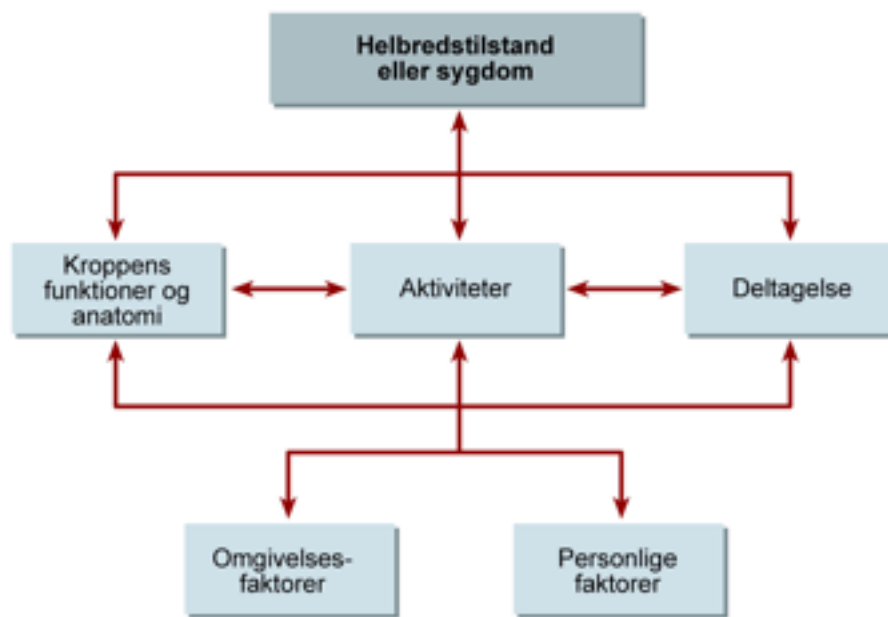 Helbredstilstand
eller sygdom
Kroppens
funktioner og
anatomi
Aktiviteter
Deltagelse
Omgivelses-
faktorer
Personlige
faktorer